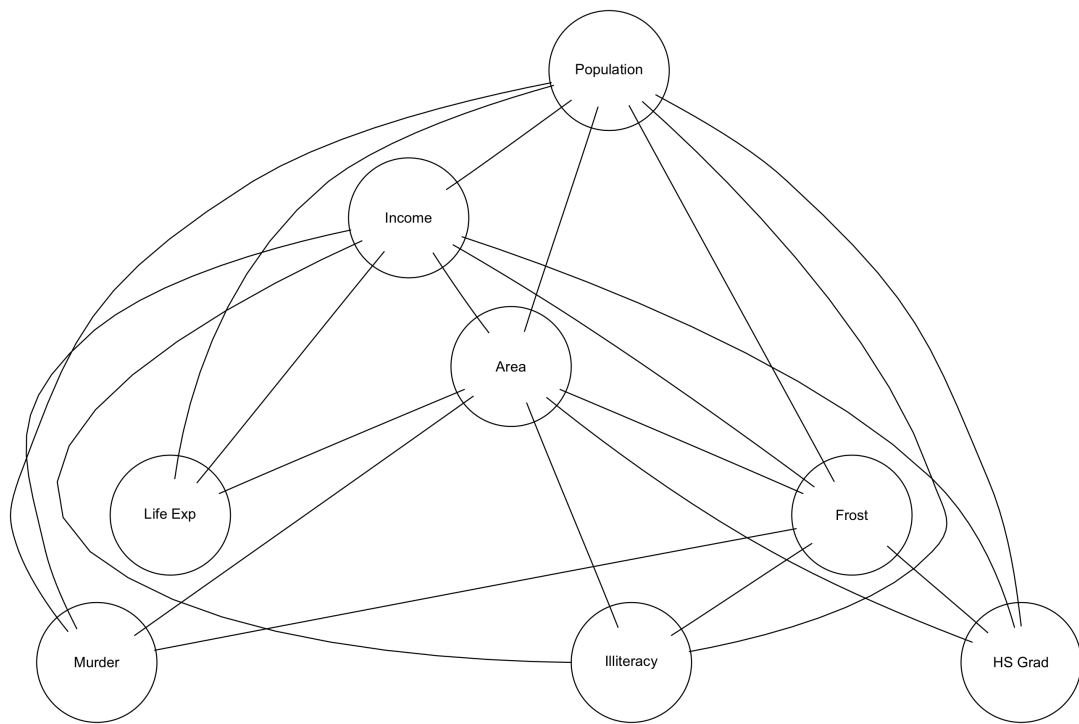 Population
Income
Area
Life Exp
Frost
Murder
Illiteracy
HS Grad